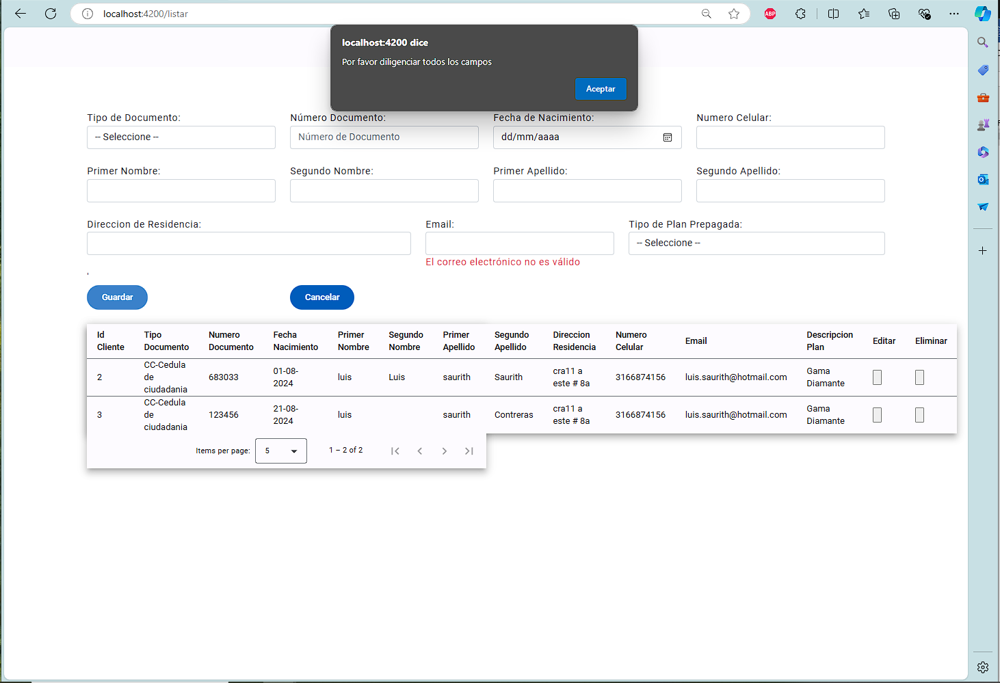 localhost:4200/listar
ABP
localhost:4200 dice
Por favor diligenciar todos los campos
Aceptar
Tipo de Documento: Número Documento: Fecha de Nacimiento: Numero Celular:
-- Seleccione -- Número de Documento dd/mm/aaaa
Primer Nombre: Segundo Nombre: Primer Apellido: Segundo Apellido:
Direccion de Residencia: Email: Tipo de Plan Prepagada:
-- Seleccione --
El correo electrónico no es válido
'
Guardar Cancelar
Id Tipo Numero Fecha Primer Segundo Primer Segundo Direccion Numero Email Descripcion Editar Eliminar
Cliente Documento Documento Nacimiento Nombre Nombre Apellido Apellido Residencia Celular Plan
CC-Cedula
2 de 683033 01-08- luis Luis saurith Saurith cra11 a 3166874156 luis.saurith@hotmail.com Gama
ciudadania 2024 este # 8a Diamante
CC-Cedula
3 de 123456 21-08- luis saurith Contreras cra11 a 3166874156 luis.saurith@hotmail.com Gama
ciudadania 2024 este # 8a Diamante
Items per page: 5 1 – 2 of 2